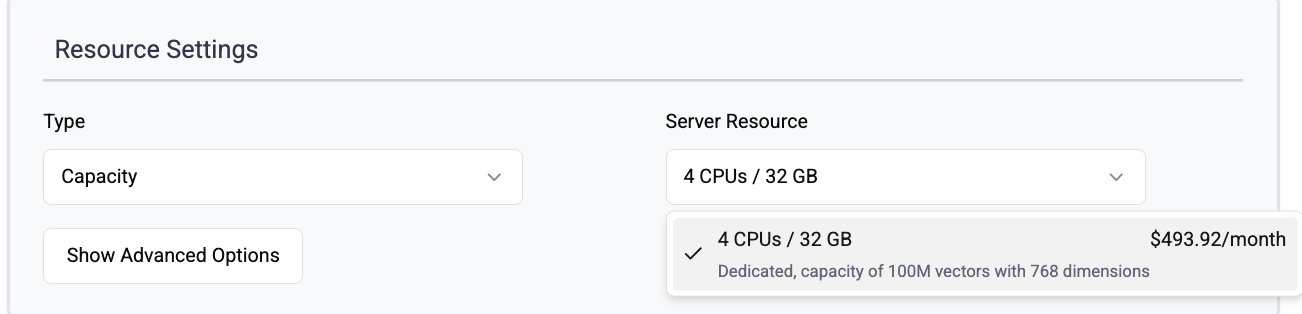 Resource Settings
Type
Server Resource
Capacity
4 CPUs / 32 GB
Show Advanced Options
4 CPUs / 32 GB
$493.92/month
Dedicated, capacity of 100M vectors with 768 dimensions